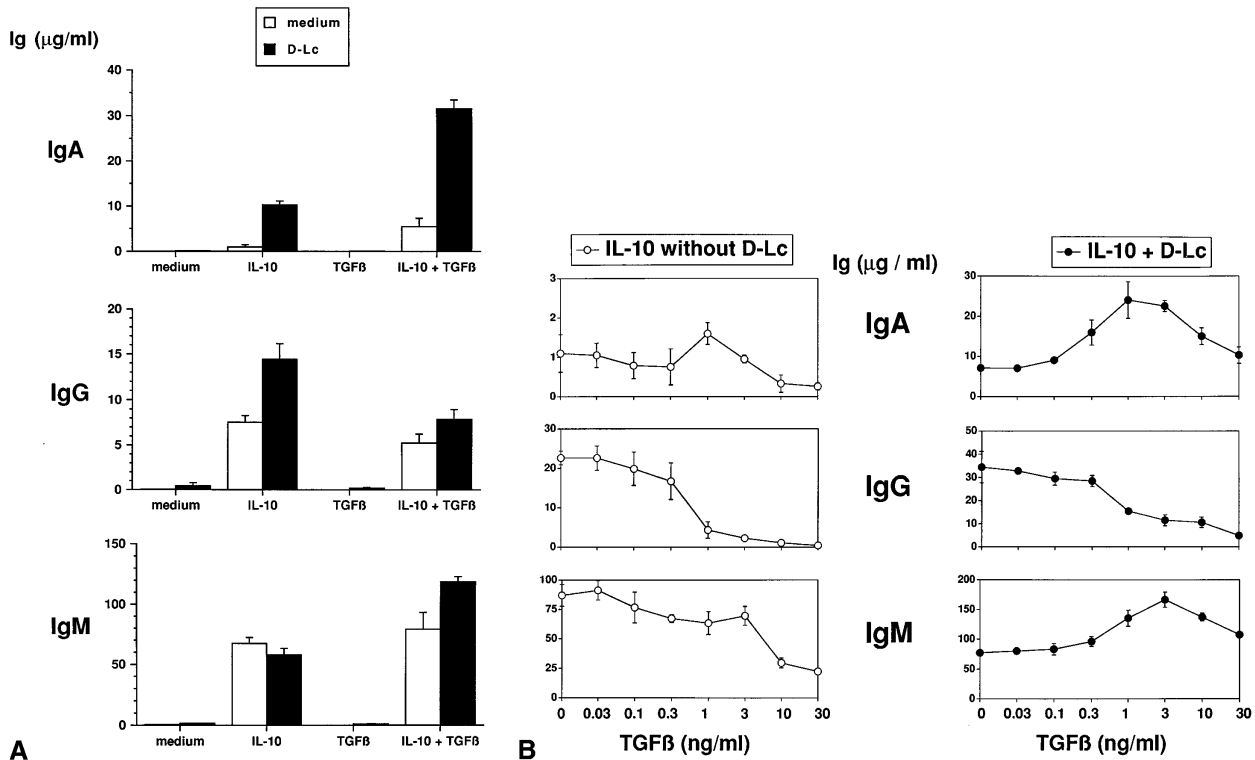 medium
D-Lc
Ig (µg/ml)
40
30
20
10
0
IgA
medium IL-10 TGFß IL-10 + TGFß
20
15
10
5
0
IgG
medium IL-10 TGFß IL-10 + TGFß
150
100
50
0
IgM
medium IL-10 TGFß IL-10 + TGFß
A
IL-10 without D-Lc
3
2
1
0
30
20
10
0
100
75
50
25
0
0 0.03 0.1 0.3 1 3 10 30
TGFß (ng/ml)
B
Ig (µg / ml)
IgA
IgG
IgM
IL-10 + D-Lc
30
20
10
0
50
40
30
20
10
0
200
150
100
50
0
0 0.03 0.1 0.3 1 3 10 30
TGFß (ng/ml)